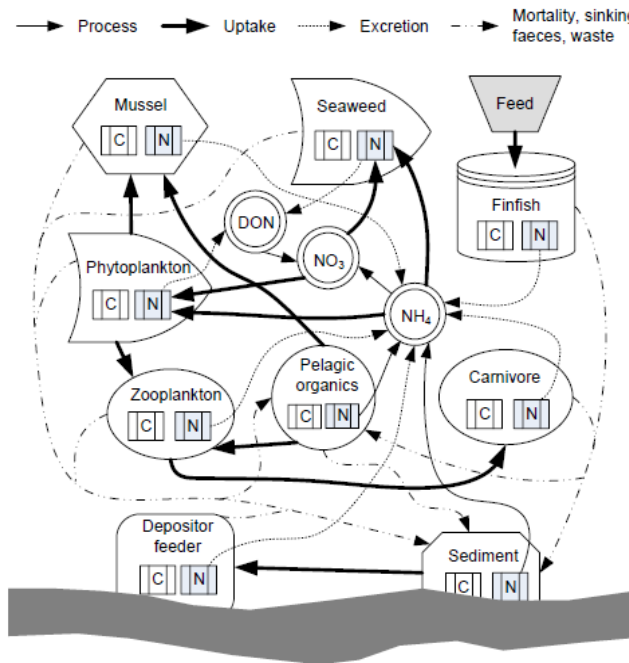 Process
Uptake
Excretion
Mortality, sinking
faeces, waste
Mussel
C N
Seaweed
C N
Feed
Finfish
C N
DON
NO₃
Phytoplankton
C N
NH₄
Pelagic
organics
C N
Carnivore
C N
Zooplankton
C N
Depositor
feeder
C N
Sediment
C N